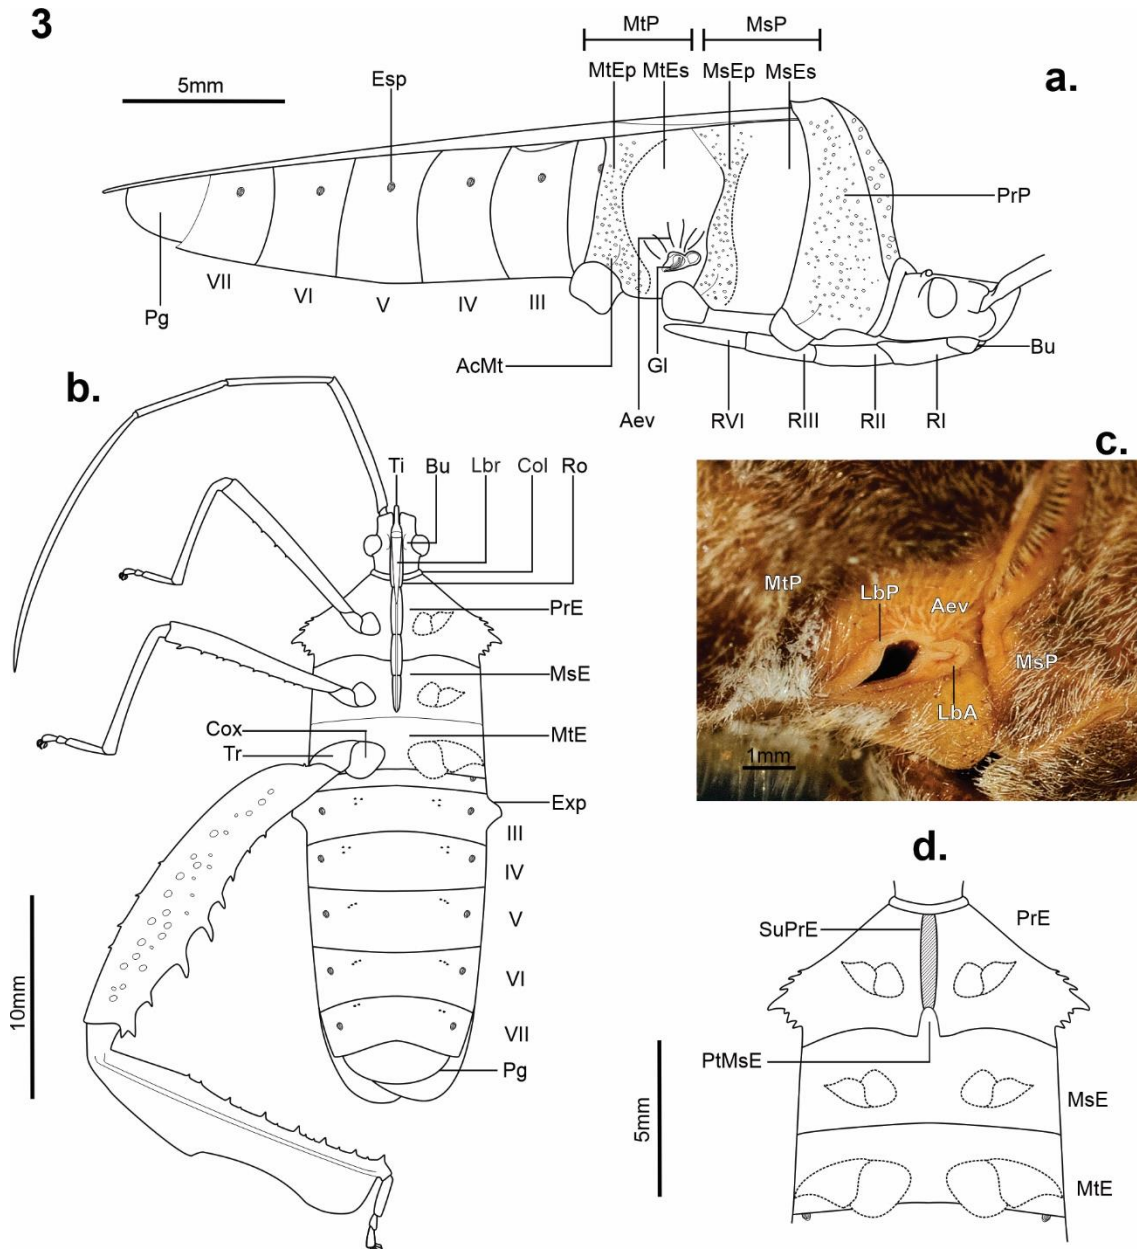 3
a.
MtP MsP
MtEp MtEs MsEp MsEs
5mm
Esp
PrP
VII
VI
V
IV
III
Pg
AcMt
Aev
Gl
RVI
RIII
RII
RI
Bu
b.
Ti Bu Lbr Col Ro
PrE
MsE
Cox
Tr
MtE
Exp
III
IV
V
VI
VII
Pg
10mm
c.
MtP
LbP
Aev
MsP
LbA
1mm
d.
SuPrE
PrE
PtMsE
MsE
MtE
5mm